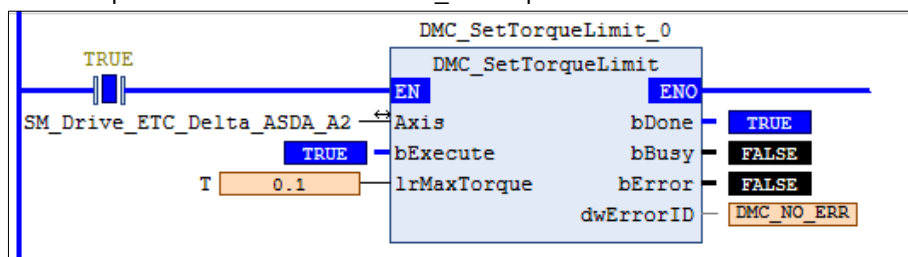 DMC_SetTorqueLimit_0
TRUE
DMC_SetTorqueLimit
EN ENO
SM_Drive_ETC_Delta_ASDA_A2 Axis bDone TRUE
TRUE bExecute bBusy FALSE
T 0.1 lrMaxTorque bError FALSE
dwErrorID DMC_NO_ERR